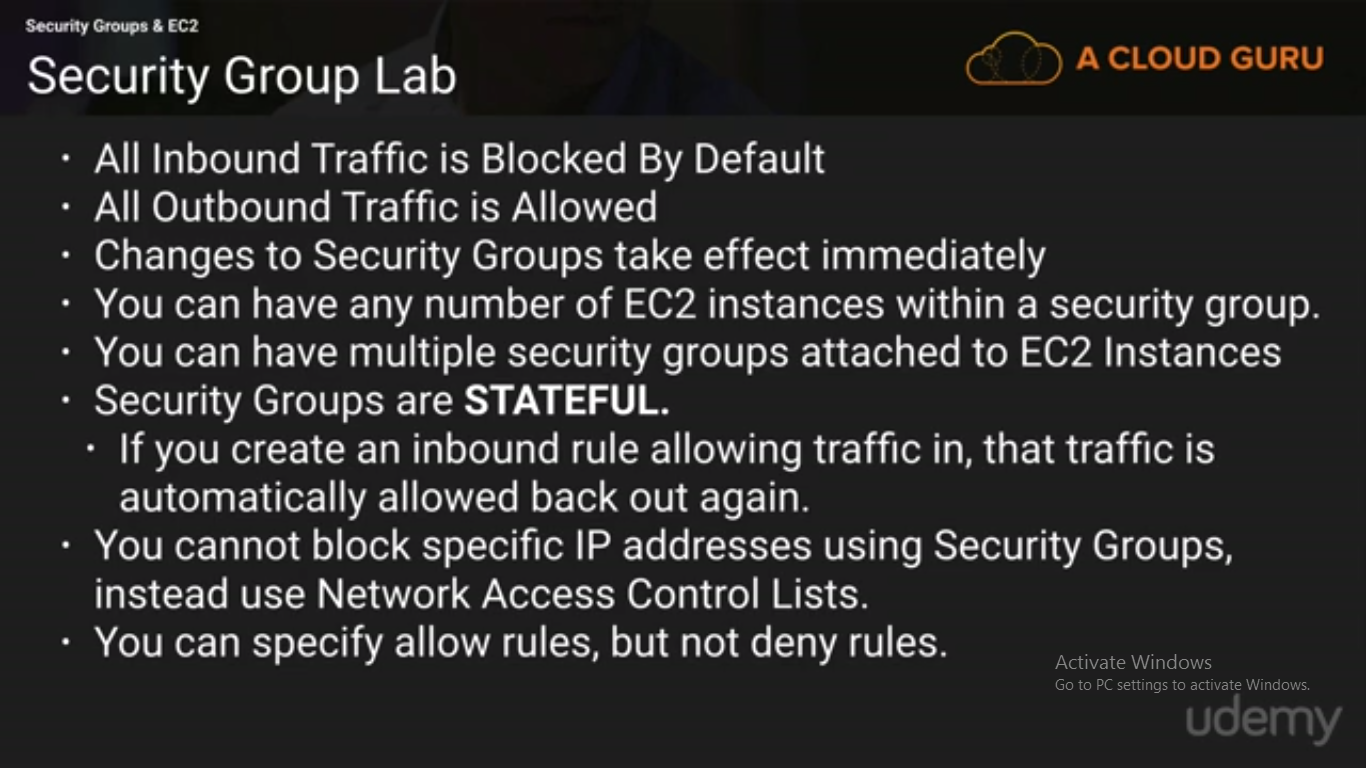 Security Groups & EC2
Security Group Lab
A CLOUD GURU
· All Inbound Traffic is Blocked By Default
· All Outbound Traffic is Allowed
· Changes to Security Groups take effect immediately
· You can have any number of EC2 instances within a security group.
· You can have multiple security groups attached to EC2 Instances
· Security Groups are STATEFUL.
· If you create an inbound rule allowing traffic in, that traffic is
automatically allowed back out again.
· You cannot block specific IP addresses using Security Groups,
instead use Network Access Control Lists.
· You can specify allow rules, but not deny rules.
Activate Windows
Go to PC settings to activate Windows.
udemy